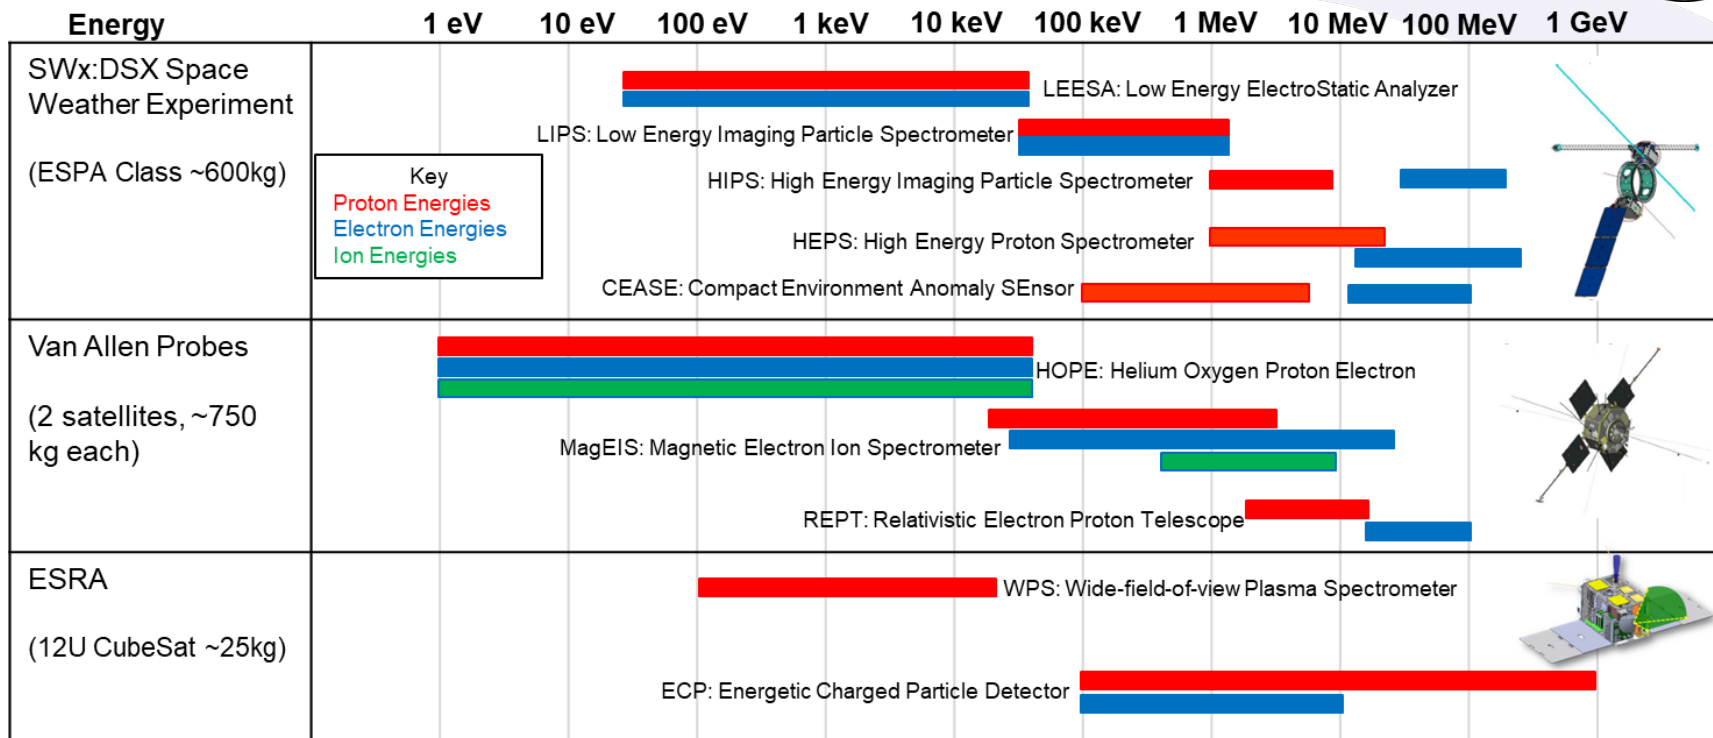 Energy 1 eV 10 eV 100 eV 1 keV 10 keV 100 keV 1 MeV 10 MeV 100 MeV 1 GeV
SWx:DSX Space
Weather Experiment
(ESPA Class ~600kg)
Key
Proton Energies
Electron Energies
Ion Energies
LEESA: Low Energy ElectroStatic Analyzer
LIPS: Low Energy Imaging Particle Spectrometer
HIPS: High Energy Imaging Particle Spectrometer
HEPS: High Energy Proton Spectrometer
CEASE: Compact Environment Anomaly SEnsor
Van Allen Probes
(2 satellites, ~750
kg each)
HOPE: Helium Oxygen Proton Electron
MagEIS: Magnetic Electron Ion Spectrometer
REPT: Relativistic Electron Proton Telescope
ESRA
(12U CubeSat ~25kg)
WPS: Wide-field-of-view Plasma Spectrometer
ECP: Energetic Charged Particle Detector